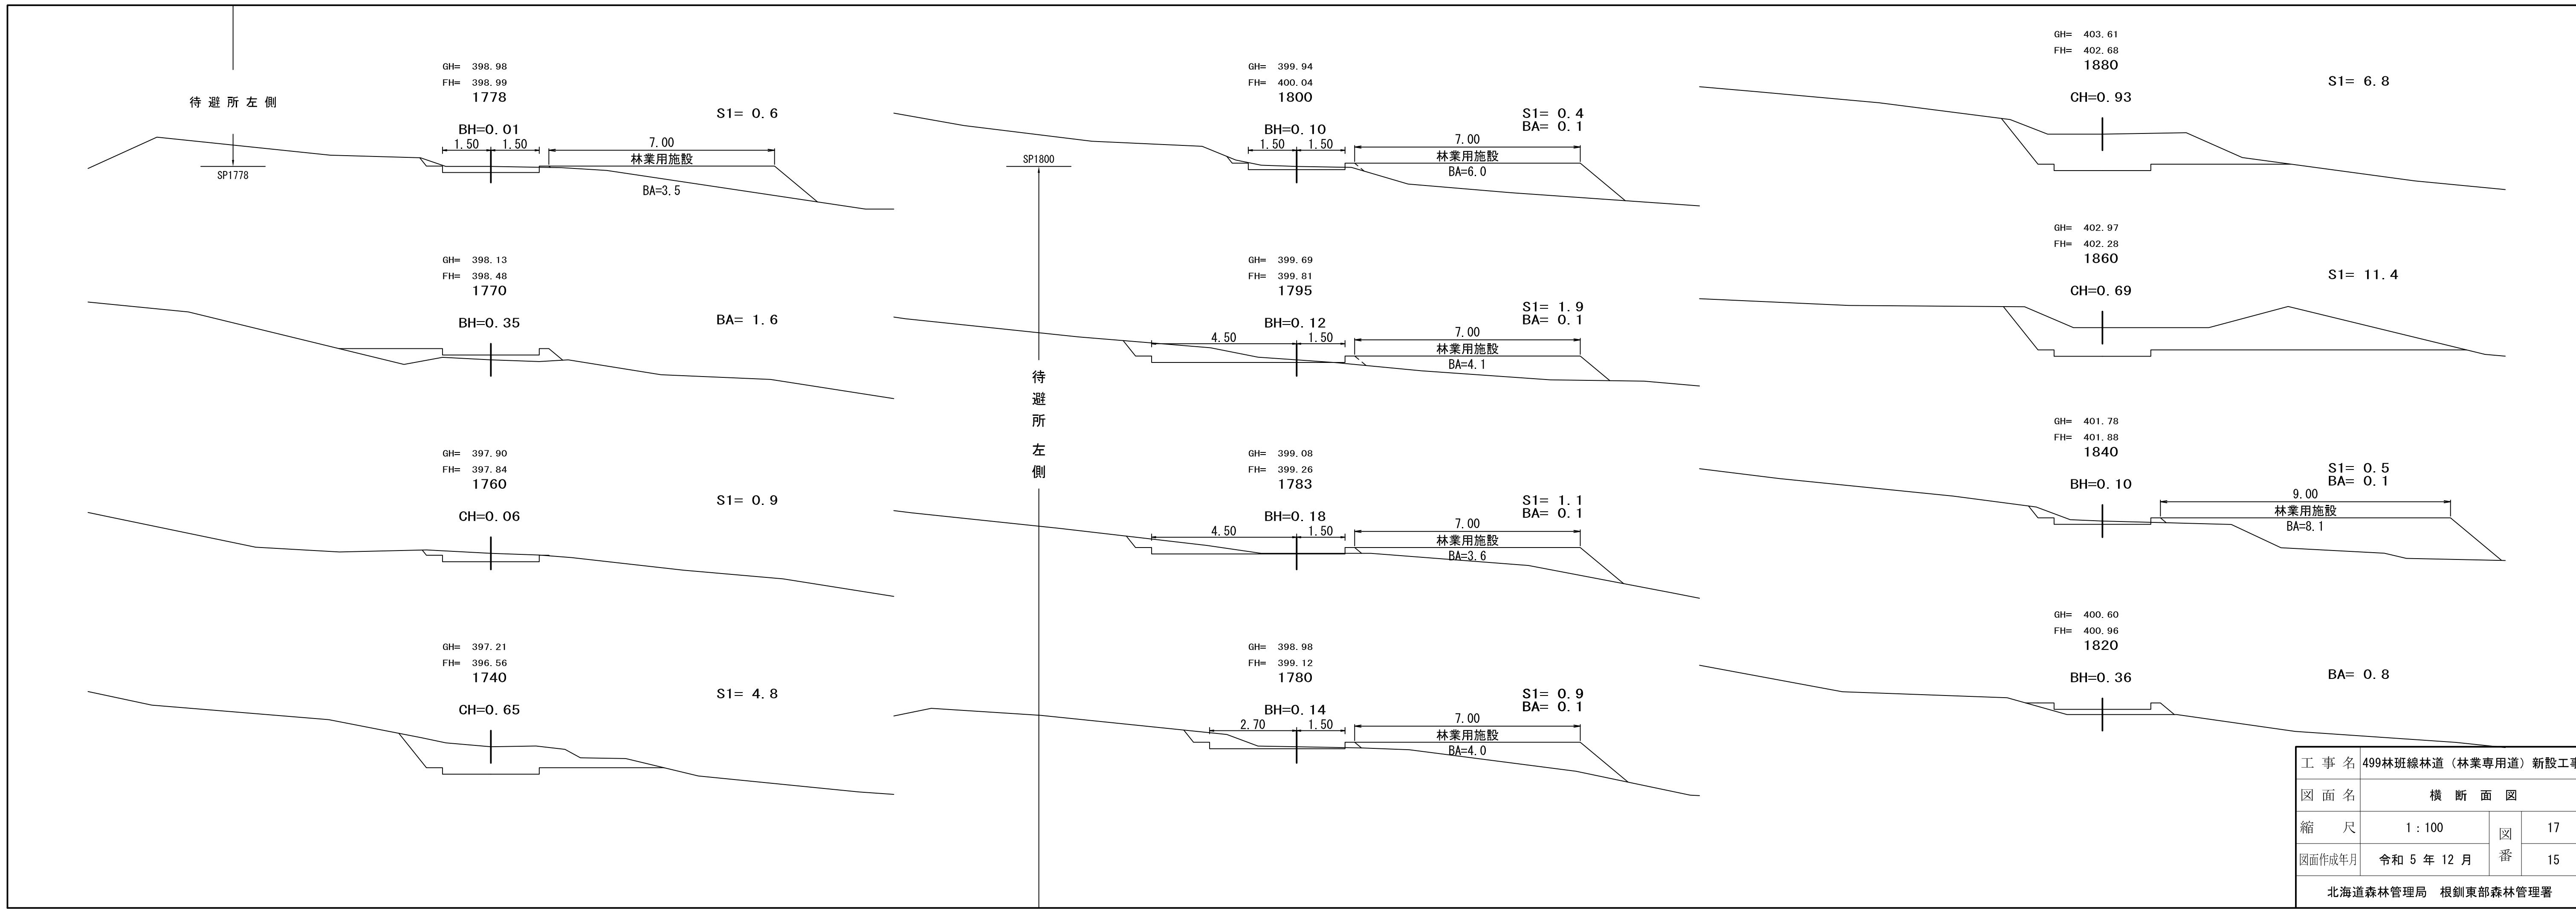 待避所左側
SP1778
GH= 398.98
FH= 398.99
1778
S1= 0.6
BH=0.01
1.50 1.50 7.00
林業用施設
BA=3.5
GH= 398.13
FH= 398.48
1770
BH=0.35
BA= 1.6
GH= 397.90
FH= 397.84
1760
S1= 0.9
CH=0.06
GH= 397.21
FH= 396.56
1740
S1= 4.8
CH=0.65
SP1800
待避所 左側
GH= 399.94
FH= 400.04
1800
S1= 0.4
BA= 0.1
BH=0.10
1.50 1.50 7.00
林業用施設
BA=6.0
GH= 399.69
FH= 399.81
1795
S1= 1.9
BA= 0.1
BH=0.12
4.50 1.50 7.00
林業用施設
BA=4.1
GH= 399.08
FH= 399.26
1783
S1= 1.1
BA= 0.1
BH=0.18
4.50 1.50 7.00
林業用施設
BA=3.6
GH= 398.98
FH= 399.12
1780
S1= 0.9
BA= 0.1
BH=0.14
2.70 1.50 7.00
林業用施設
BA=4.0
GH= 403.61
FH= 402.68
1880
S1= 6.8
CH=0.93
GH= 402.97
FH= 402.28
1860
S1= 11.4
CH=0.69
GH= 401.78
FH= 401.88
1840
S1= 0.5
BA= 0.1
BH=0.10
9.00
林業用施設
BA=8.1
GH= 400.60
FH= 400.96
1820
BH=0.36
BA= 0.8
工事名 499林班線林道（林業専用道）新設工事
図面名 横断面図
縮尺 1：100 図番 17
図面作成年月 令和 5 年 12 月 15
北海道森林管理局 根釧東部森林管理署